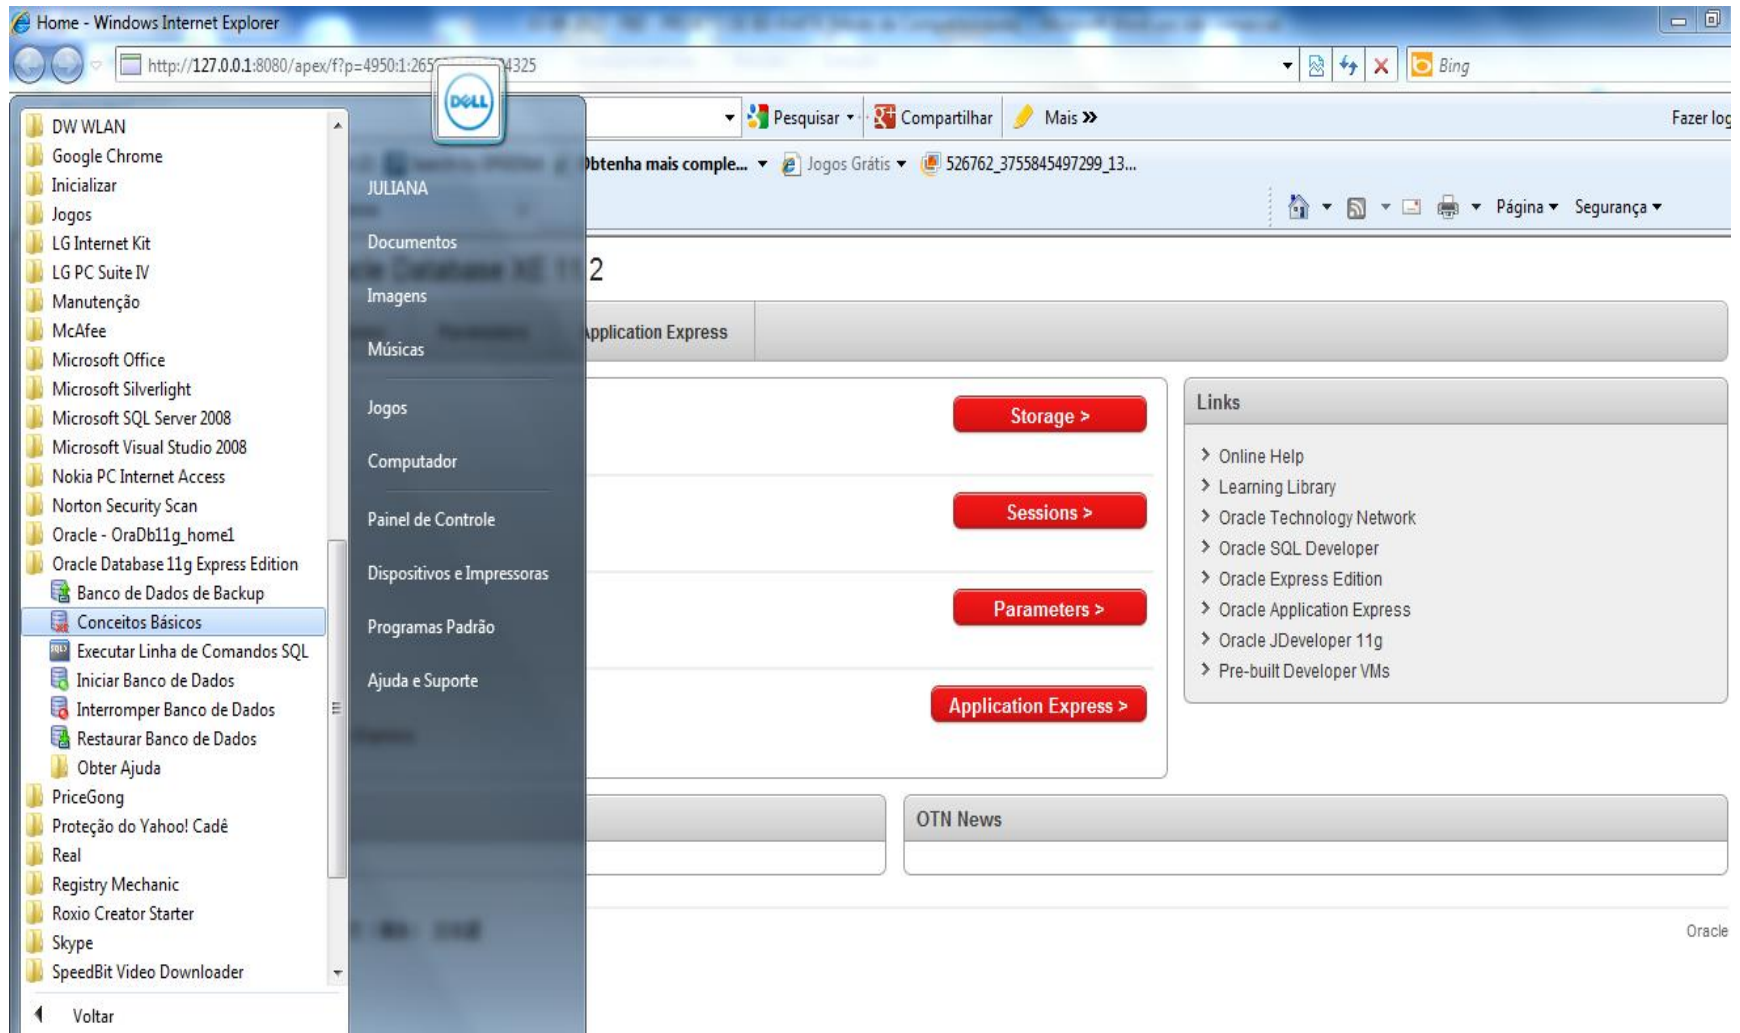 Home - Windows Internet Explorer
http://127.0.0.1:8080/apex/f?p=4950:1:265 4325
Bing
DELL
Pesquisar
Compartilhar
Mais »
Fazer log
Obtenha mais comple...
Jogos Grátis
526762_3755845497299_13...
Página
Segurança
DW WLAN
Google Chrome
Inicializar
Jogos
LG Internet Kit
LG PC Suite IV
Manutenção
McAfee
Microsoft Office
Microsoft Silverlight
Microsoft SQL Server 2008
Microsoft Visual Studio 2008
Nokia PC Internet Access
Norton Security Scan
Oracle - OraDb11g_home1
Oracle Database 11g Express Edition
Banco de Dados de Backup
Conceitos Básicos
Executar Linha de Comandos SQL
Iniciar Banco de Dados
Interromper Banco de Dados
Restaurar Banco de Dados
Obter Ajuda
PriceGong
Proteção do Yahoo! Cadê
Real
Registry Mechanic
Roxio Creator Starter
Skype
SpeedBit Video Downloader
Voltar
JULIANA
Documentos
Imagens
Músicas
Jogos
Computador
Painel de Controle
Dispositivos e Impressoras
Programas Padrão
Ajuda e Suporte
Database XE 11 2
Application Express
Storage >
Sessions >
Parameters >
Application Express >
Links
Online Help
Learning Library
Oracle Technology Network
Oracle SQL Developer
Oracle Express Edition
Oracle Application Express
Oracle JDeveloper 11g
Pre-built Developer VMs
OTN News
Oracle